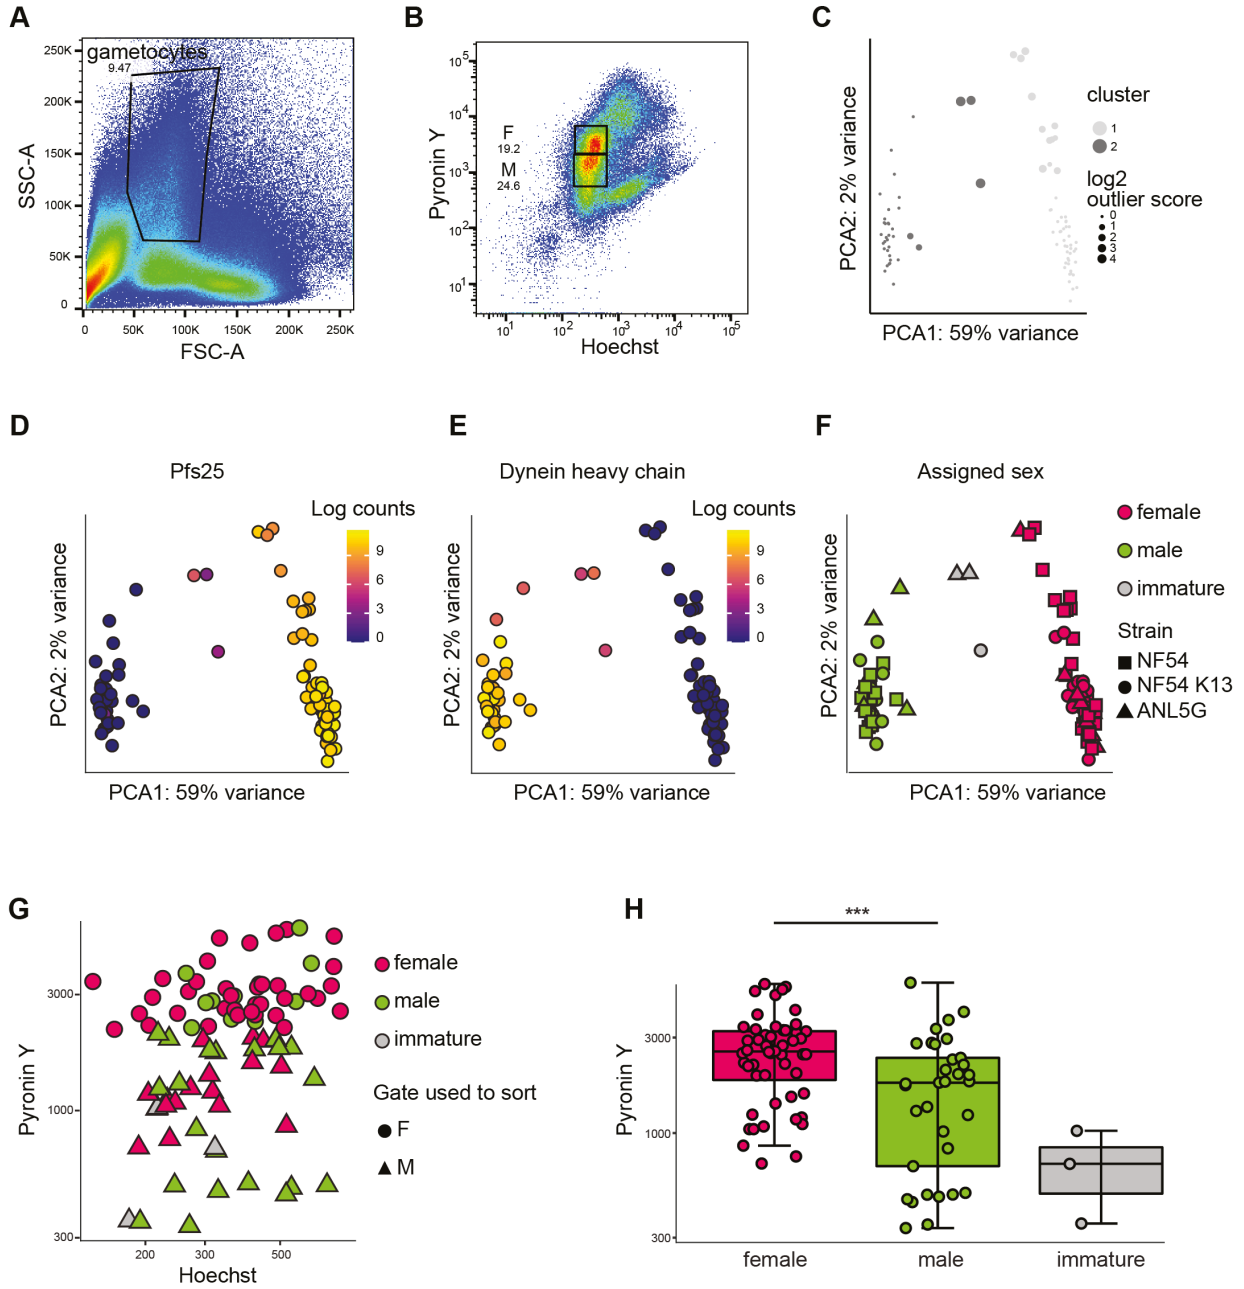 A
gametocytes
9.47
250K
200K
150K
100K
50K
0
SSC-A
0 50K 100K 150K 200K 250K
FSC-A
B
10^5
10^4
10^3
10^2
10^1
Pyronin Y
F
19.2
M
24.6
10^1 10^2 10^3 10^4 10^5
Hoechst
C
PCA2: 2% variance
PCA1: 59% variance
cluster
1
2
log2
outlier score
0
1
2
3
4
D
Pfs25
Log counts
9
6
3
0
PCA2: 2% variance
PCA1: 59% variance
E
Dynein heavy chain
Log counts
9
6
3
0
PCA2: 2% variance
PCA1: 59% variance
F
Assigned sex
female
male
immature
Strain
NF54
NF54 K13
ANL5G
PCA2: 2% variance
PCA1: 59% variance
G
3000
1000
300
Pyronin Y
200 300 500
Hoechst
female
male
immature
Gate used to sort
F
M
H
***
3000
1000
300
Pyronin Y
female male immature